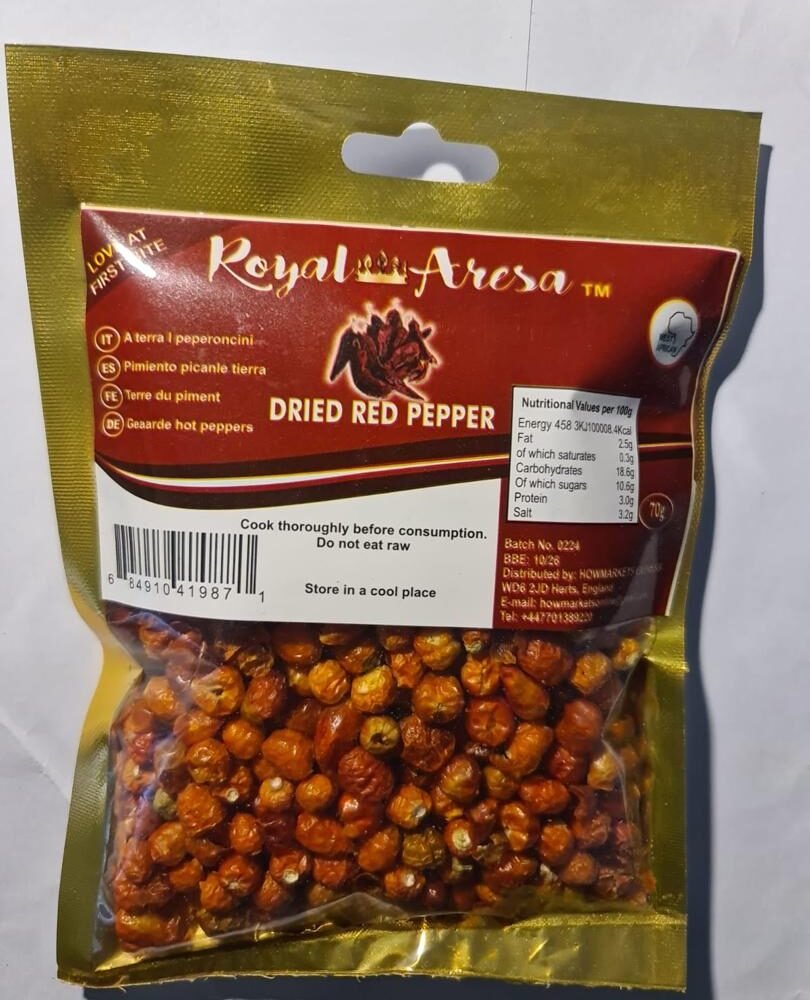 LOVE AT
FIRST BITE
Royal Aresa TM
WEST
AFRICAN
IT A terra I peperoncini
ES Pimiento picanle tierra
FE Terre du piment
DE Geaarde hot peppers
DRIED RED PEPPER
Nutritional Values per 100g
Energy 458 3KJ100008.4Kcal
Fat 2.5g
of which saturates 0.3g
Carbohydrates 18.6g
Of which sugars 10.6g
Protein 3.0g
Salt 3.2g
70g
Cook thoroughly before consumption.
Do not eat raw
Store in a cool place
6 84910 41987 1
Batch No. 0224
BBE: 10/26
Distributed by: HOWMARKETS
WD6 2JD Herts, England
E-mail:
Tel: